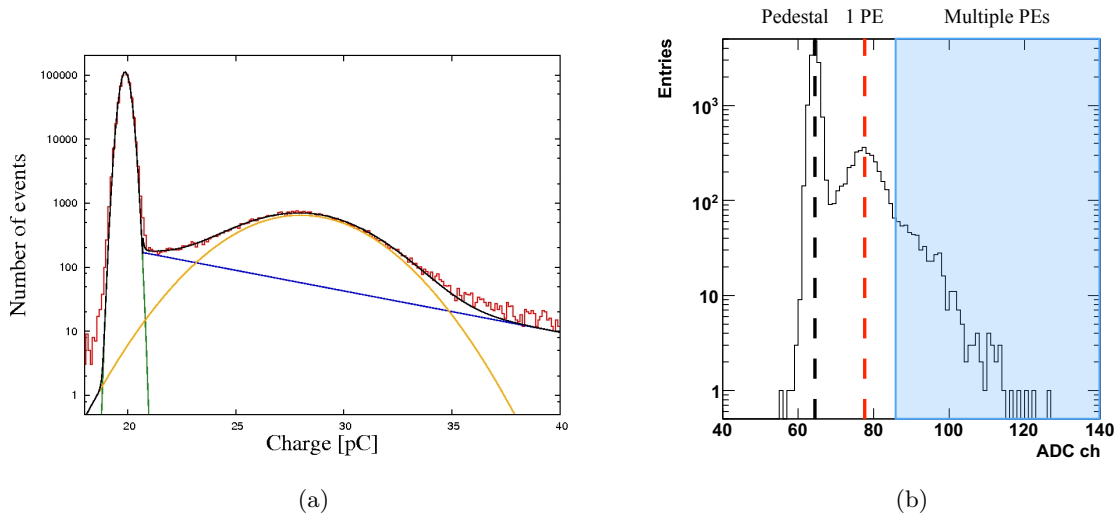 Pedestal 1 PE Multiple PEs
Number of events
100000
10000
1000
100
10
1
20 25 30 35 40
Charge [pC]
(a)
Entries
10³
10²
10
1
40 60 80 100 120 140
ADC ch
(b)